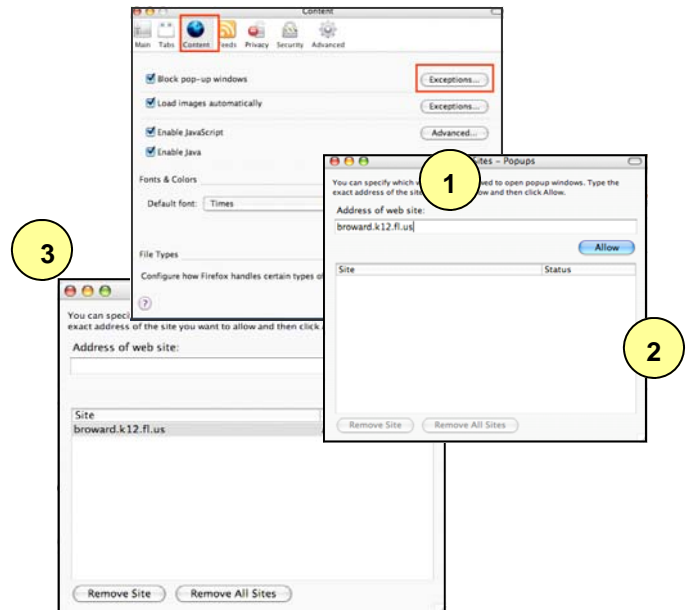 Content
Main Tabs Content Feeds Privacy Security Advanced
Block pop-up windows Exceptions...
Load images automatically Exceptions...
Enable JavaScript Advanced...
Enable Java
Fonts & Colors
Default font: Times
File Types
Configure how Firefox handles certain types of
?
1
Sites – Popups
You can specify which w ved to open popup windows. Type the
exact address of the site ow and then click Allow.
Address of web site:
broward.k12.fl.us
Allow
Site Status
Remove Site Remove All Sites
2
3
You can speci
exact address of the site you want to allow and then click
Address of web site:
Site
broward.k12.fl.us
Remove Site Remove All Sites